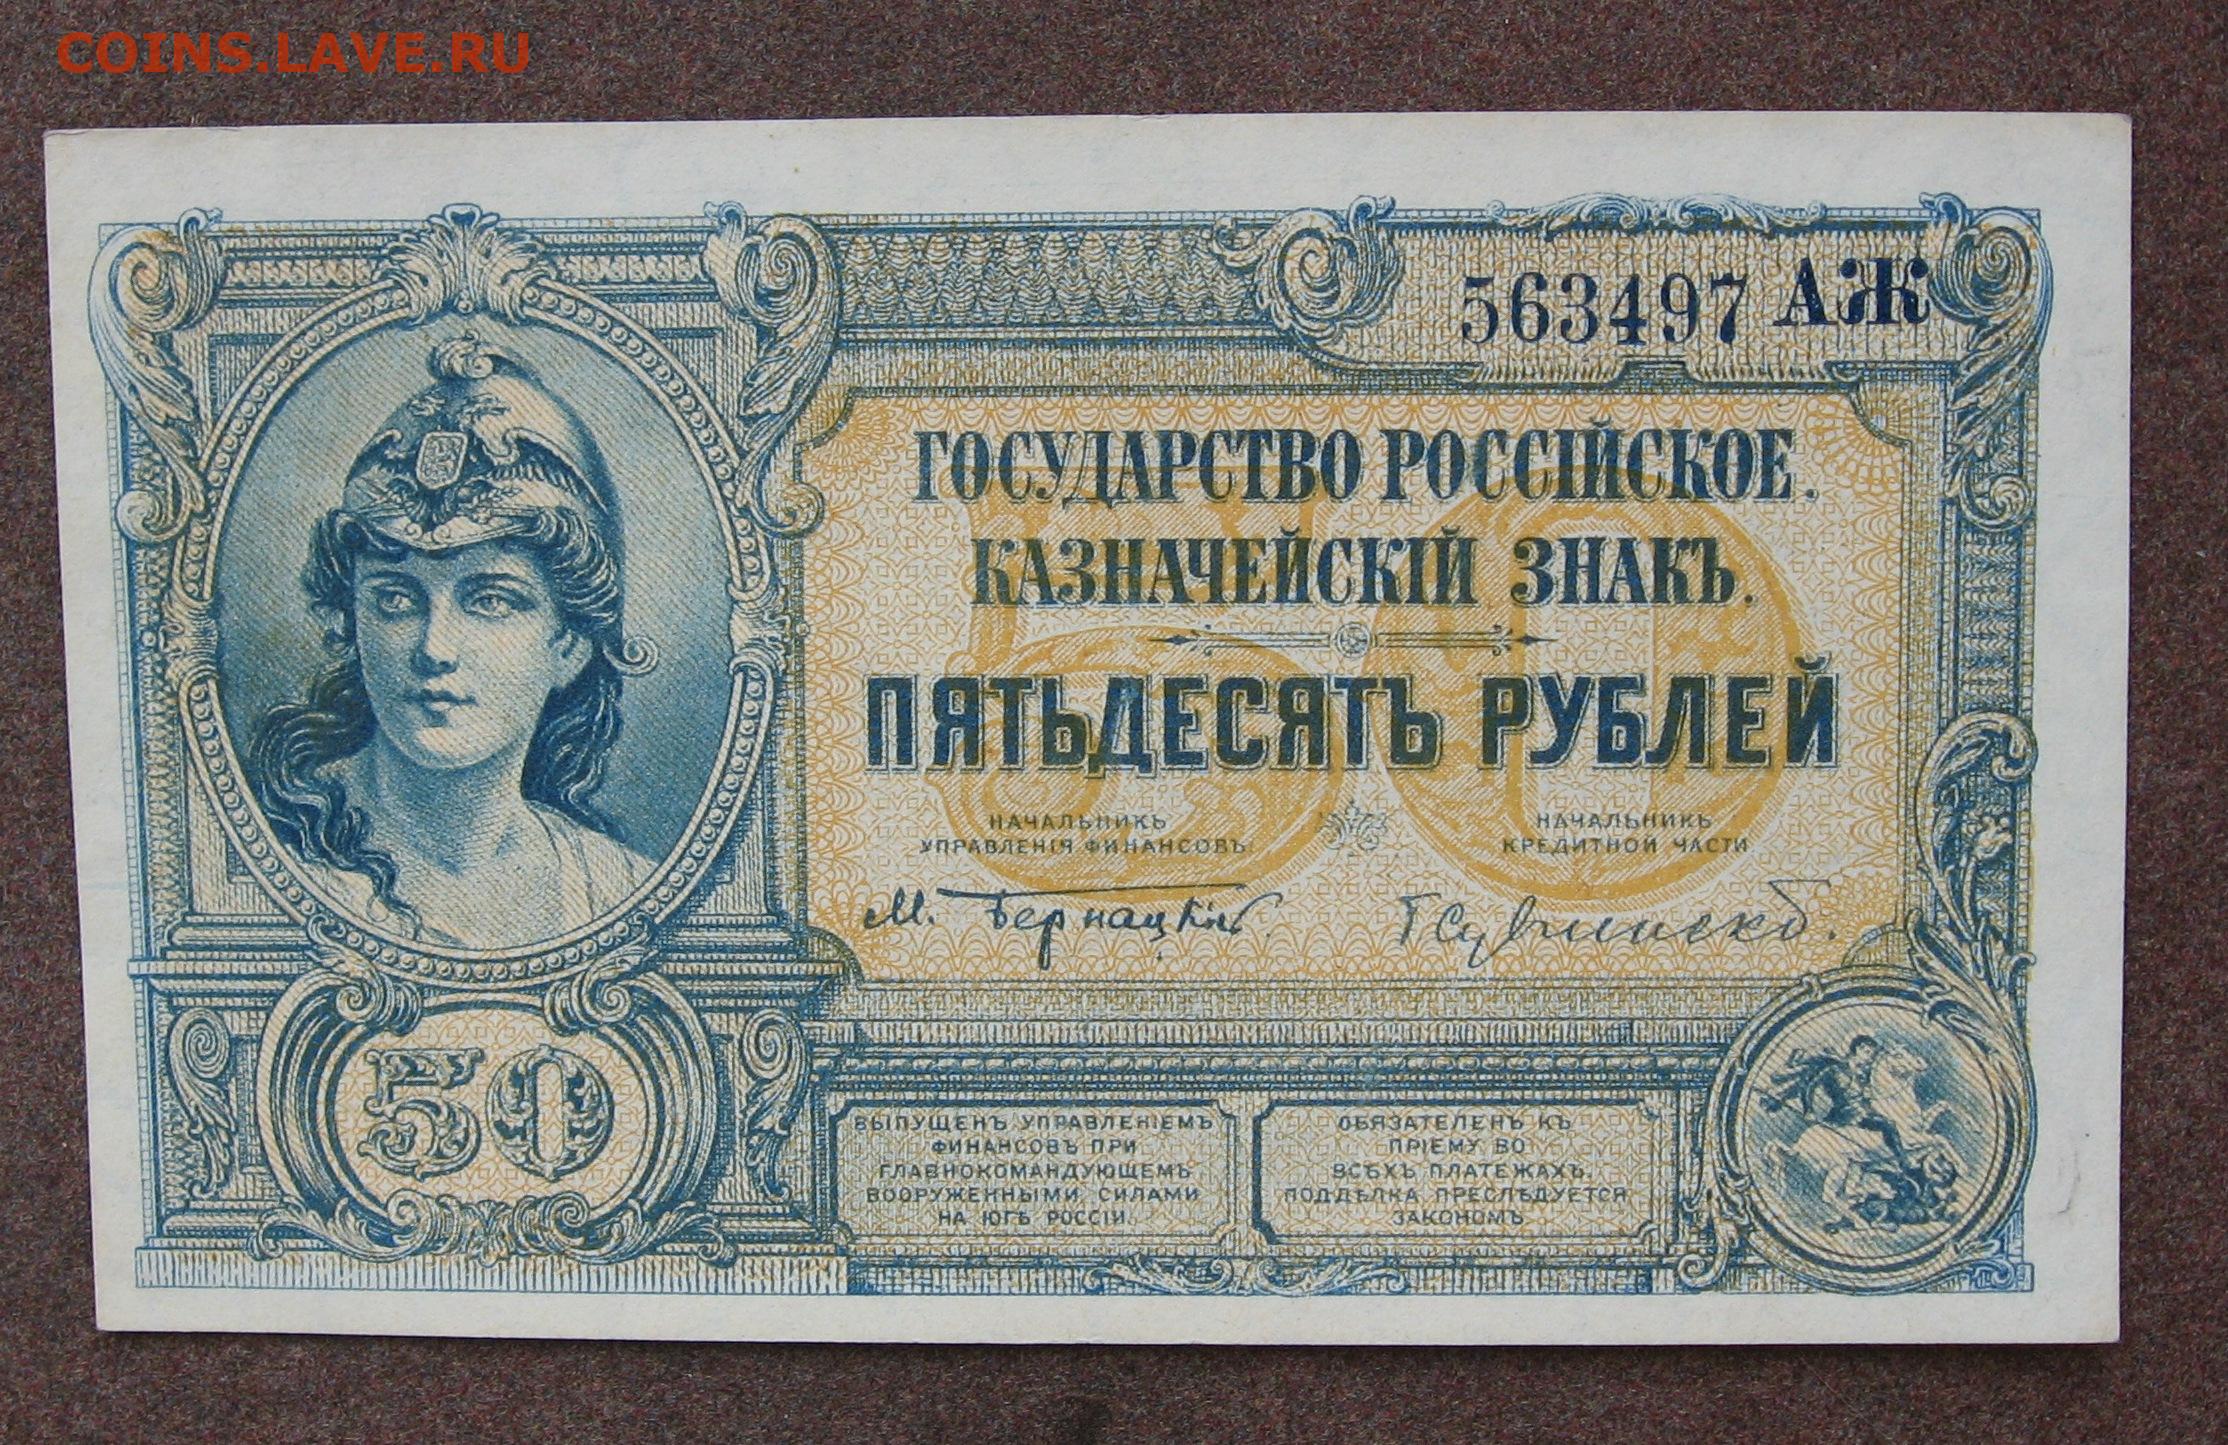 COINS.LAVE.RU
563497 АЖ
ГОСУДАРСТВО РОССІЙСКОЕ.
КАЗНАЧЕЙСКІЙ ЗНАКЪ.
ПЯТЬДЕСЯТЪ РУБЛЕЙ
50
НАЧАЛЬНИКЪ
УПРАВЛЕНІЯ ФИНАНСОВЪ
М. Бернацкій.
НАЧАЛЬНИКЪ
КРЕДИТНОЙ ЧАСТИ
50
ВЫПУЩЕНЪ УПРАВЛЕНІЕМЪ
ФИНАНСОВЪ ПРИ
ГЛАВНОКОМАНДУЮЩЕМЪ
ВООРУЖЕННЫМИ СИЛАМИ
НА ЮГѢ РОССІИ.
ОБЯЗАТЕЛЕНЪ КЪ
ПРІЕМУ ВО
ВСѢХЪ ПЛАТЕЖАХЪ.
ПОДДѢЛКА ПРЕСЛѢДУЕТСЯ
ЗАКОНОМЪ